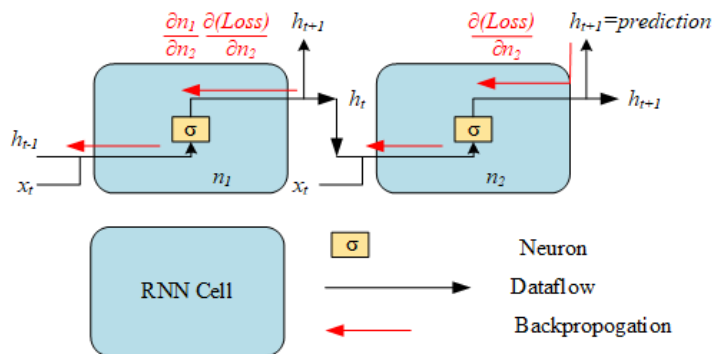 ∂n₁/∂n₂ ∂(Loss)/∂n₂
hₜ₊₁
∂(Loss)/∂n₂
hₜ₊₁=prediction
hₜ
hₜ₊₁
σ
σ
hₜ₋₁
xₜ
n₁
xₜ
n₂
RNN Cell
σ
Neuron
Dataflow
Backpropogation